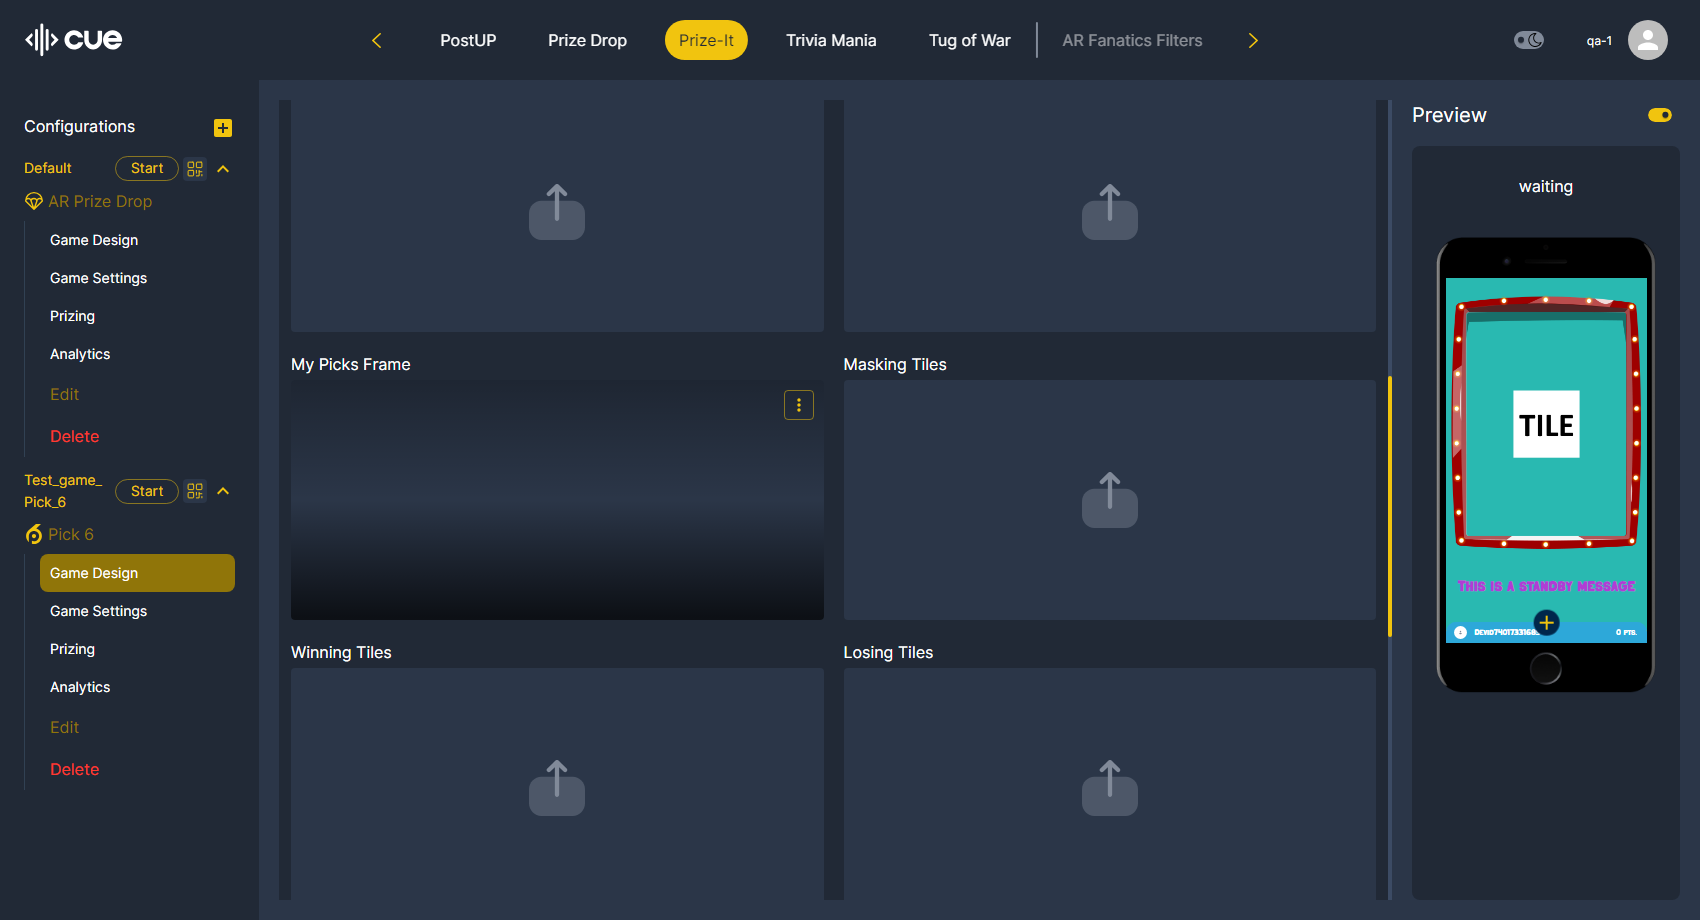 cue
PostUP
Prize Drop
Prize-It
Trivia Mania
Tug of War
AR Fanatics Filters
qa-1
Configurations
Default
Start
AR Prize Drop
Game Design
Game Settings
Prizing
Analytics
Edit
Delete
Test_game_
Pick_6
Start
Pick 6
Game Design
Game Settings
Prizing
Analytics
Edit
Delete
My Picks Frame
Masking Tiles
Winning Tiles
Losing Tiles
Preview
waiting
TILE
This is a standby message
0 pts.